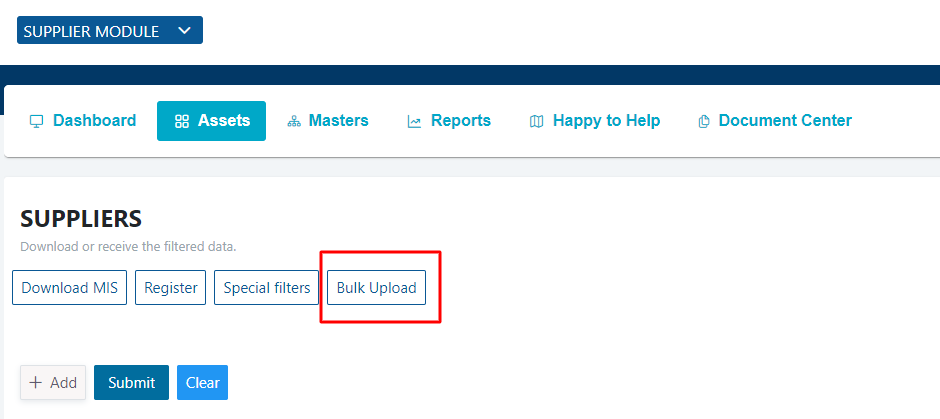 SUPPLIER MODULE
Dashboard Assets Masters Reports Happy to Help Document Center
SUPPLIERS
Download or receive the filtered data.
Download MIS Register Special filters Bulk Upload
+ Add Submit Clear